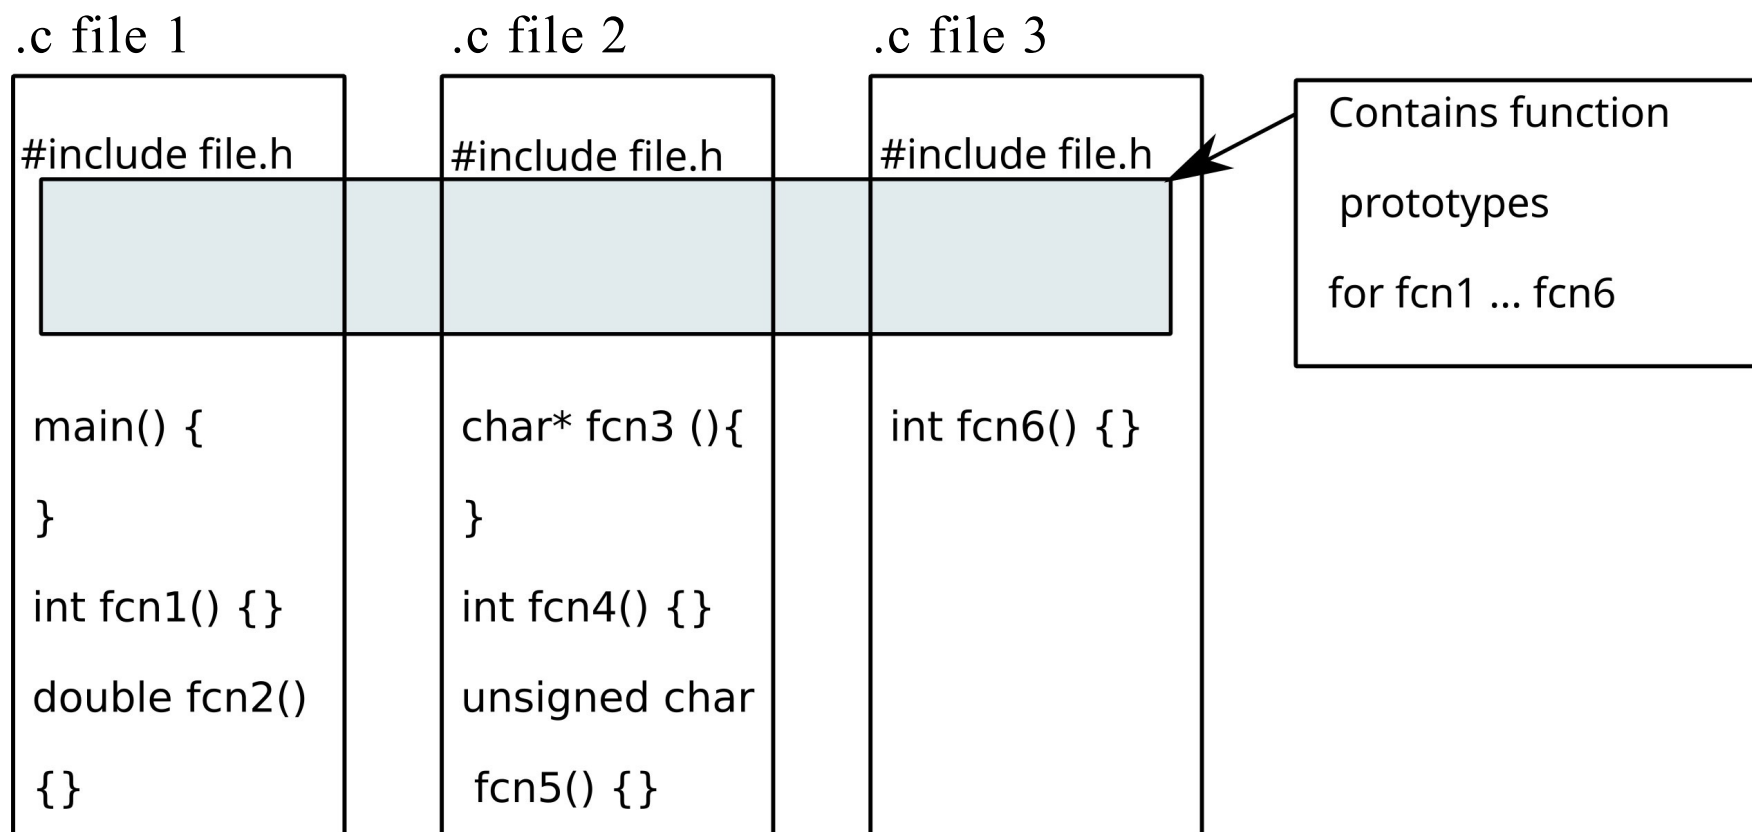 .c file 1
#include file.h
main() {
}
int fcn1() {}
double fcn2()
{}
.c file 2
#include file.h
char* fcn3 (){
}
int fcn4() {}
unsigned char
fcn5() {}
.c file 3
#include file.h
int fcn6() {}
Contains function
prototypes
for fcn1 ... fcn6